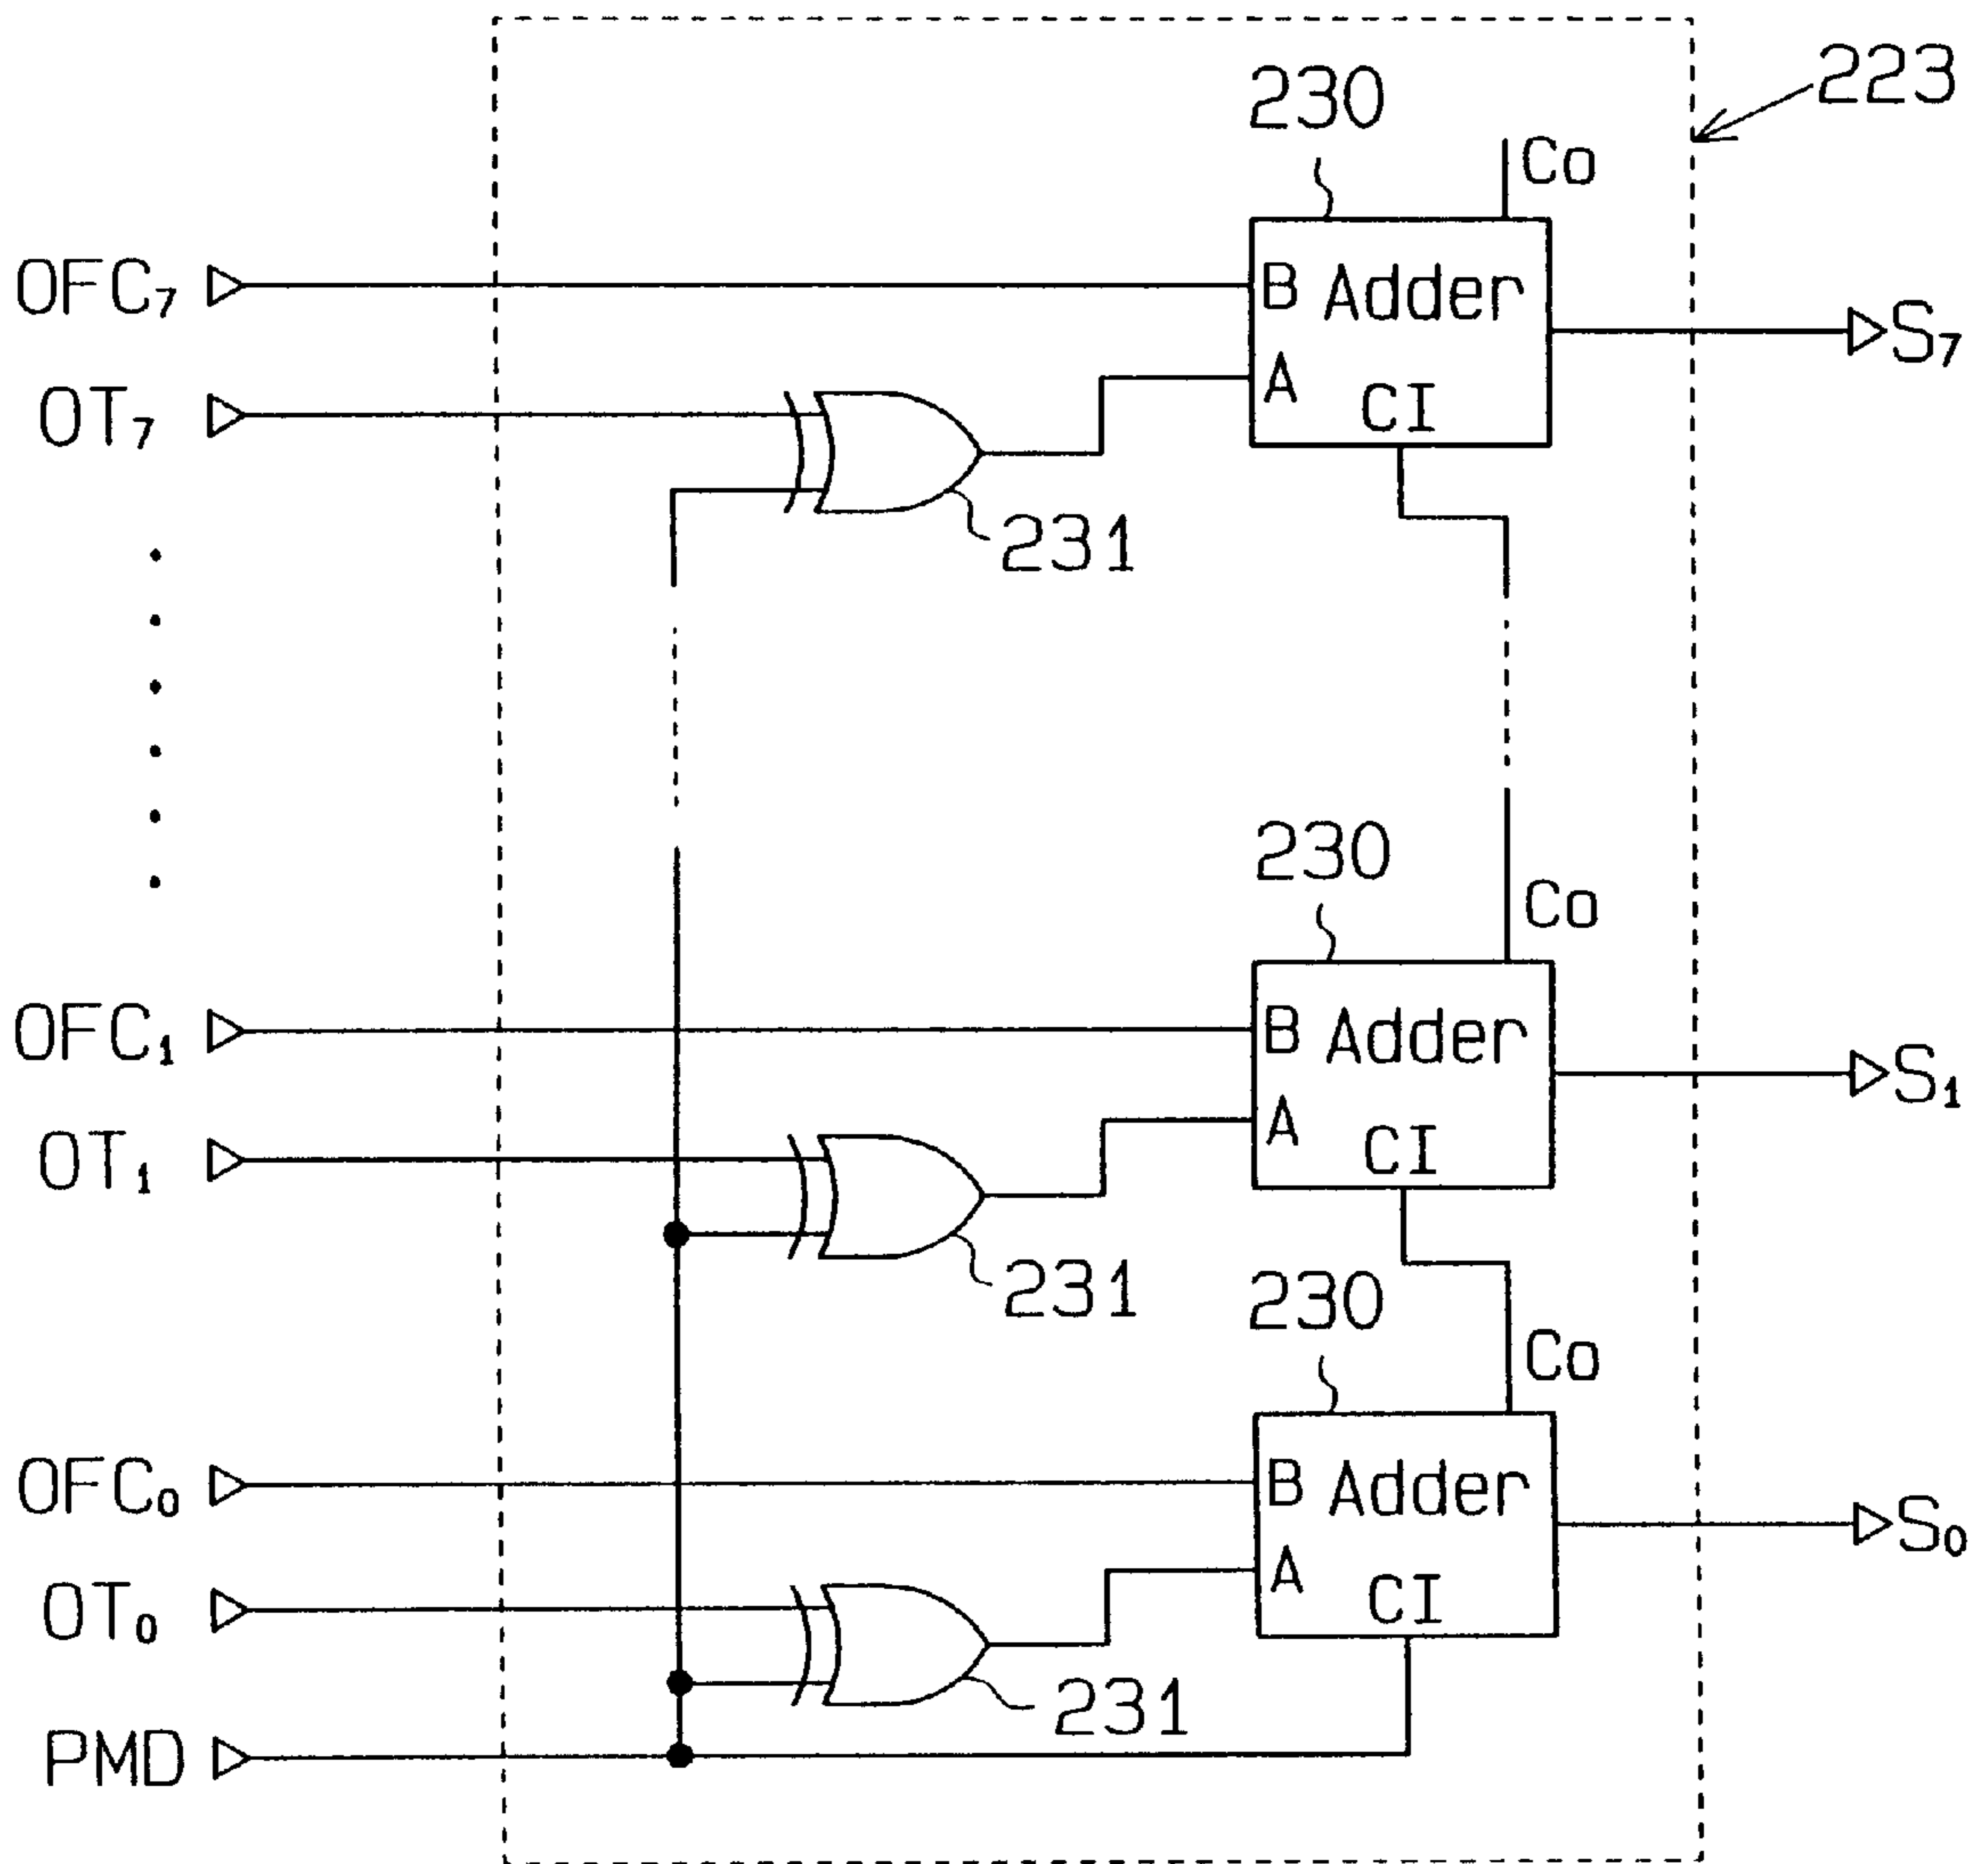 223
230
Co
OFC₇
B Adder
S₇
A
CI
OT₇
231
230
Co
OFC₁
B Adder
S₁
A
CI
OT₁
231
230
Co
OFC₀
B Adder
S₀
A
CI
OT₀
231
PMD